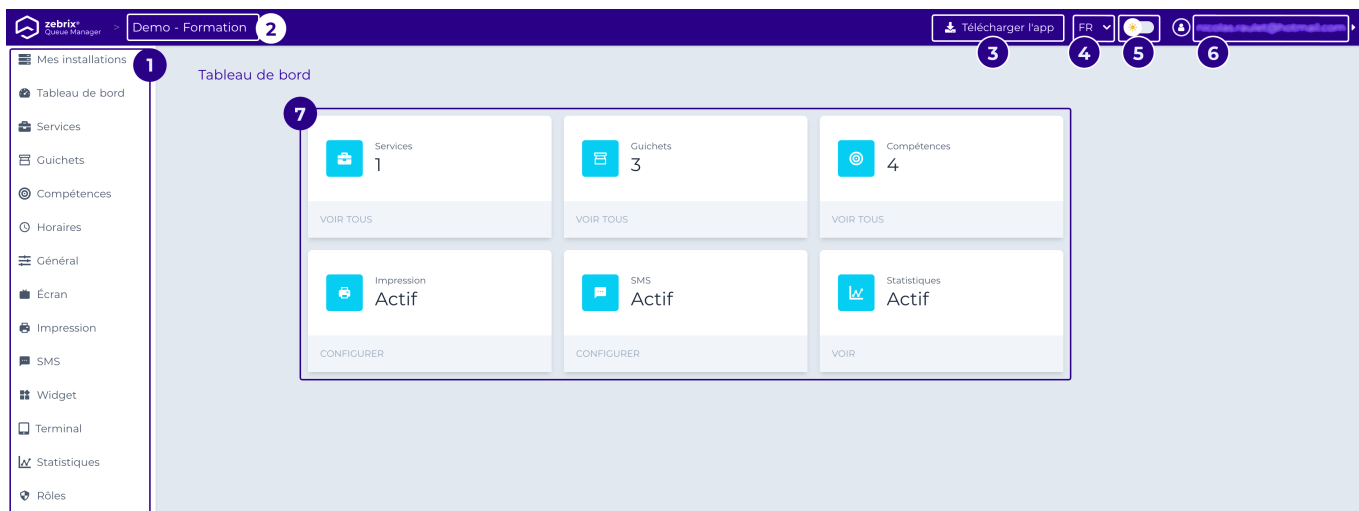 zebrix®
Queue Manager
>
Demo - Formation
2
Télécharger l'app
3
FR
4
5
6
1
Mes installations
Tableau de bord
Services
Guichets
Compétences
Horaires
Général
Écran
Impression
SMS
Widget
Terminal
Statistiques
Rôles
Tableau de bord
7
Services
1
VOIR TOUS
Guichets
3
VOIR TOUS
Compétences
4
VOIR TOUS
Impression
Actif
CONFIGURER
SMS
Actif
CONFIGURER
Statistiques
Actif
VOIR